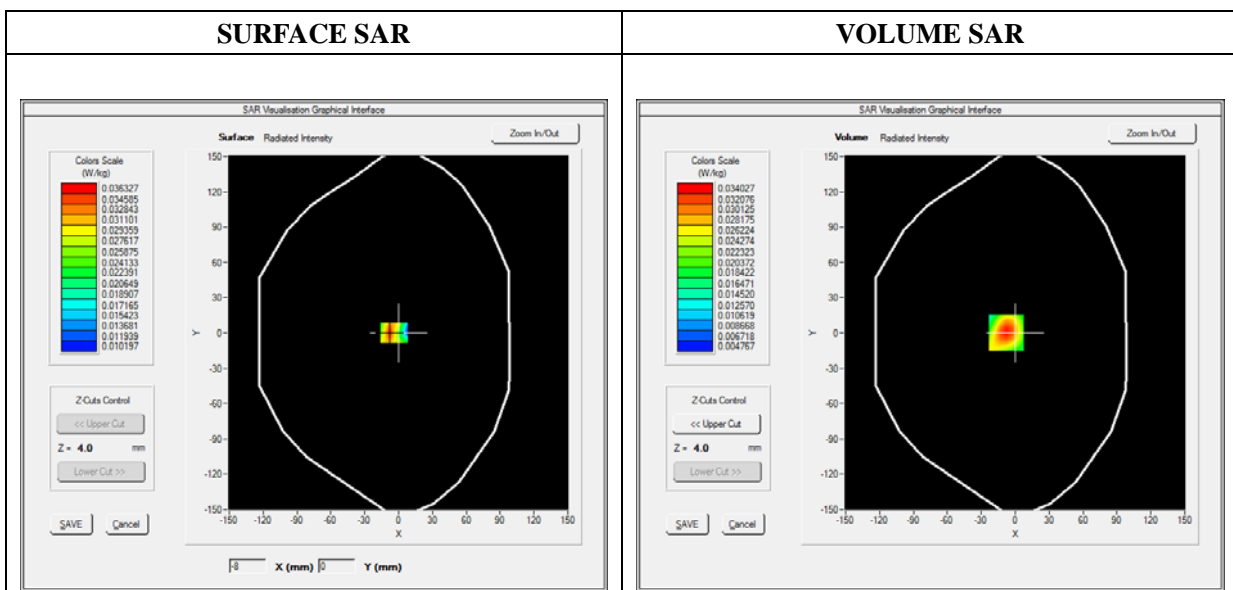 SURFACE SAR
VOLUME SAR
SAR Visualisation Graphical Interface
Surface Radiated Intensity
Zoom In/Out
Colors Scale
(W/kg)
0.036327
0.034585
0.032843
0.031101
0.029359
0.027617
0.025875
0.024133
0.022391
0.020649
0.018907
0.017165
0.015423
0.013681
0.011939
0.010197
150
120
90
60
30
0
-30
-60
-90
-120
-150
Y
-150 -120 -90 -60 -30 0 30 60 90 120 150
X
Z-Cuts Control
<< Upper Cut
Z = 4.0 mm
Lower Cut >>
SAVE Cancel
-8 X (mm) 0 Y (mm)
SAR Visualisation Graphical Interface
Volume Radiated Intensity
Zoom In/Out
Colors Scale
(W/kg)
0.034027
0.032076
0.030125
0.028175
0.026224
0.024274
0.022323
0.020372
0.018422
0.016471
0.014520
0.012570
0.010619
0.008668
0.006718
0.004767
150
120
90
60
30
0
-30
-60
-90
-120
-150
Y
-150 -120 -90 -60 -30 0 30 60 90 120 150
X
Z-Cuts Control
<< Upper Cut
Z = 4.0 mm
Lower Cut >>
SAVE Cancel